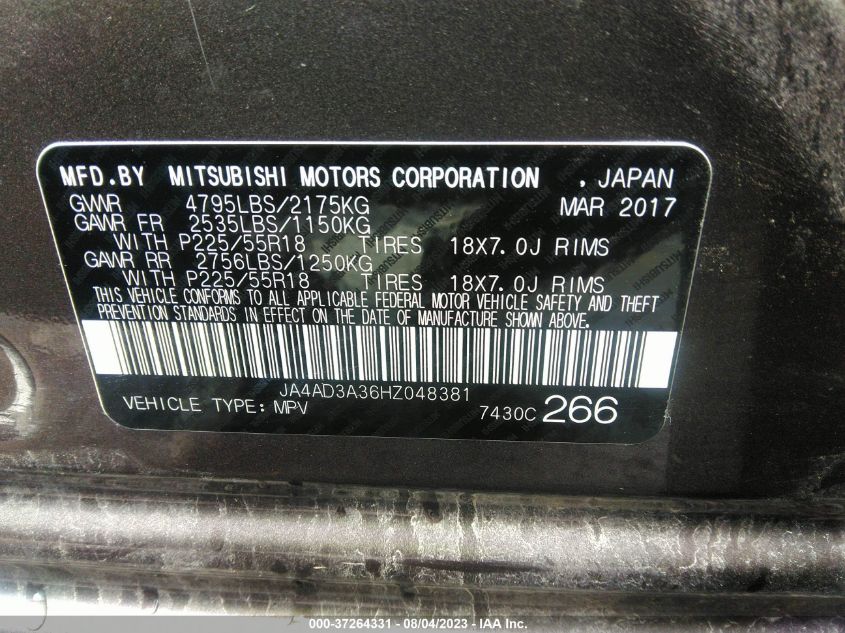 MFD.BY MITSUBISHI MOTORS CORPORATION , JAPAN
GVWR 4795LBS/2175KG MAR 2017
GAWR FR 2535LBS/1150KG
WITH P225/55R18 TIRES 18X7.0J RIMS
GAWR RR 2756LBS/1250KG
WITH P225/55R18 TIRES 18X7.0J RIMS
THIS VEHICLE CONFORMS TO ALL APPLICABLE FEDERAL MOTOR VEHICLE SAFETY AND THEFT
PREVENTION STANDARDS IN EFFECT ON THE DATE OF MANUFACTURE SHOWN ABOVE.
JA4AD3A36HZ048381
VEHICLE TYPE: MPV 7430C 266
000-37264331 - 08/04/2023 - IAA Inc.